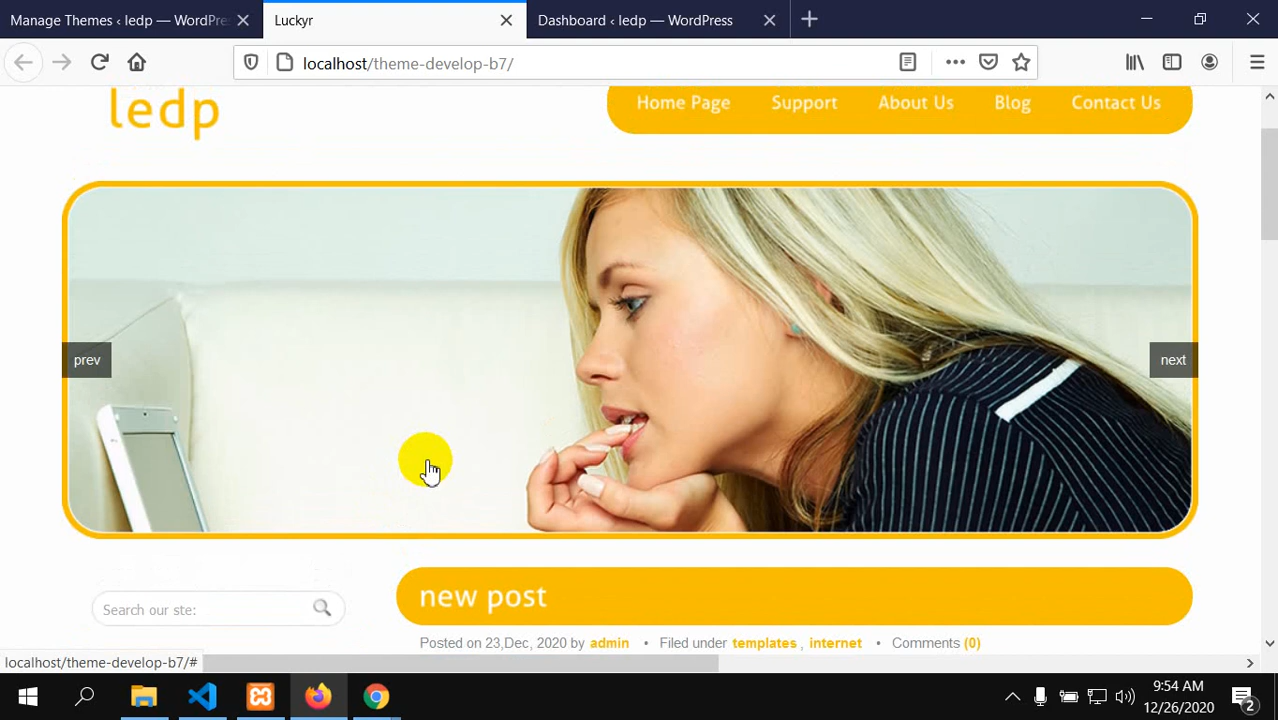 Manage Themes ‹ ledp — WordPre
Luckyr
Dashboard ‹ ledp — WordPress
localhost/theme-develop-b7/
ledp
Home Page
Support
About Us
Blog
Contact Us
prev
next
new post
Search our ste:
Posted on 23,Dec, 2020 by admin • Filed under templates , internet • Comments (0)
localhost/theme-develop-b7/#
9:54 AM
12/26/2020
2